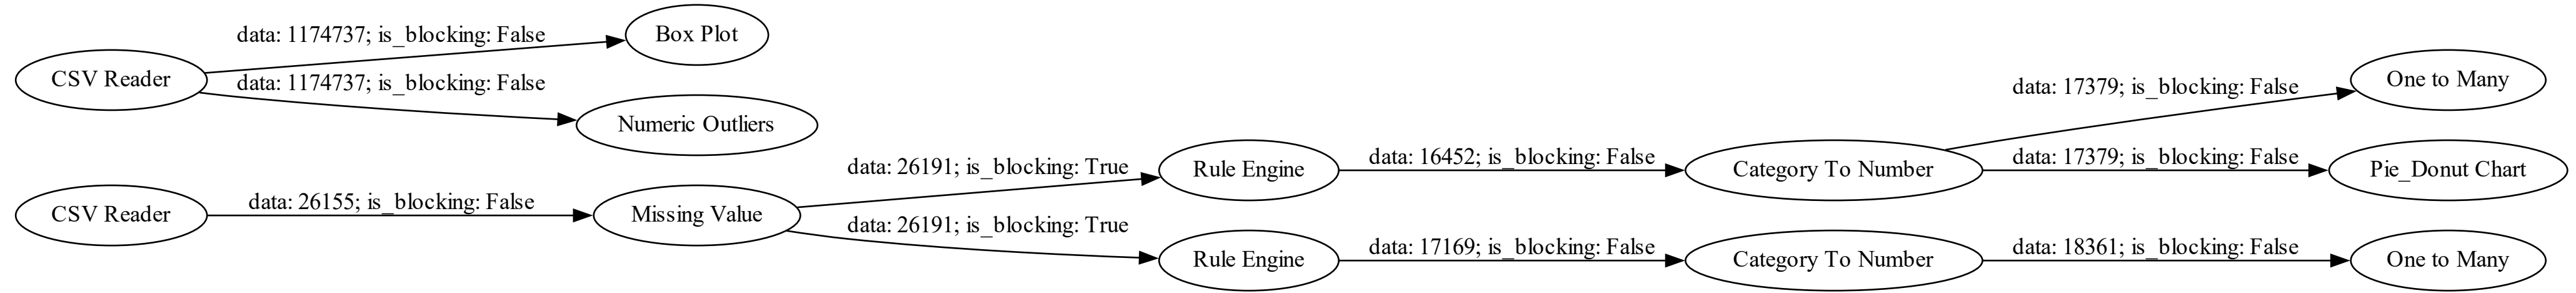 data: 1174737; is_blocking: False
Box Plot
CSV Reader
data: 1174737; is_blocking: False
Numeric Outliers
CSV Reader
data: 26155; is_blocking: False
Missing Value
data: 26191; is_blocking: True
Rule Engine
data: 16452; is_blocking: False
Category To Number
data: 17379; is_blocking: False
One to Many
data: 17379; is_blocking: False
Pie_Donut Chart
data: 26191; is_blocking: True
Rule Engine
data: 17169; is_blocking: False
Category To Number
data: 18361; is_blocking: False
One to Many